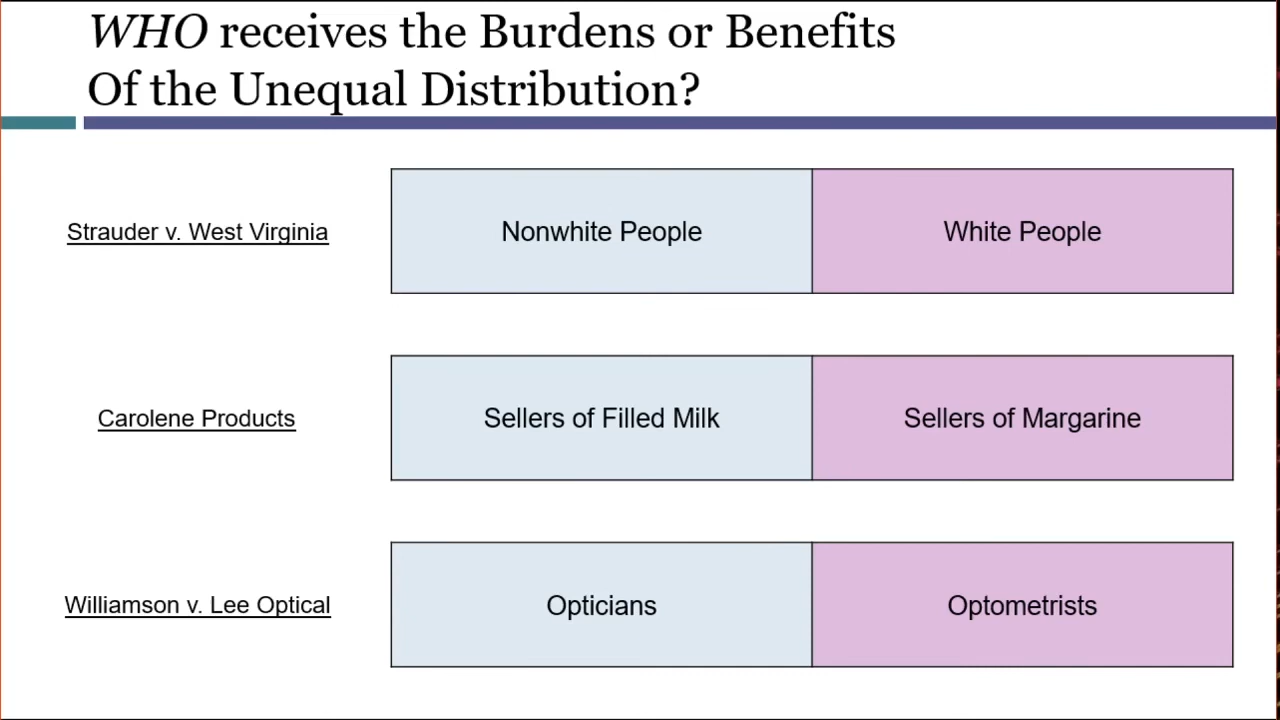 WHO receives the Burdens or Benefits
Of the Unequal Distribution?
Strauder v. West Virginia
Nonwhite People
White People
Carolene Products
Sellers of Filled Milk
Sellers of Margarine
Williamson v. Lee Optical
Opticians
Optometrists